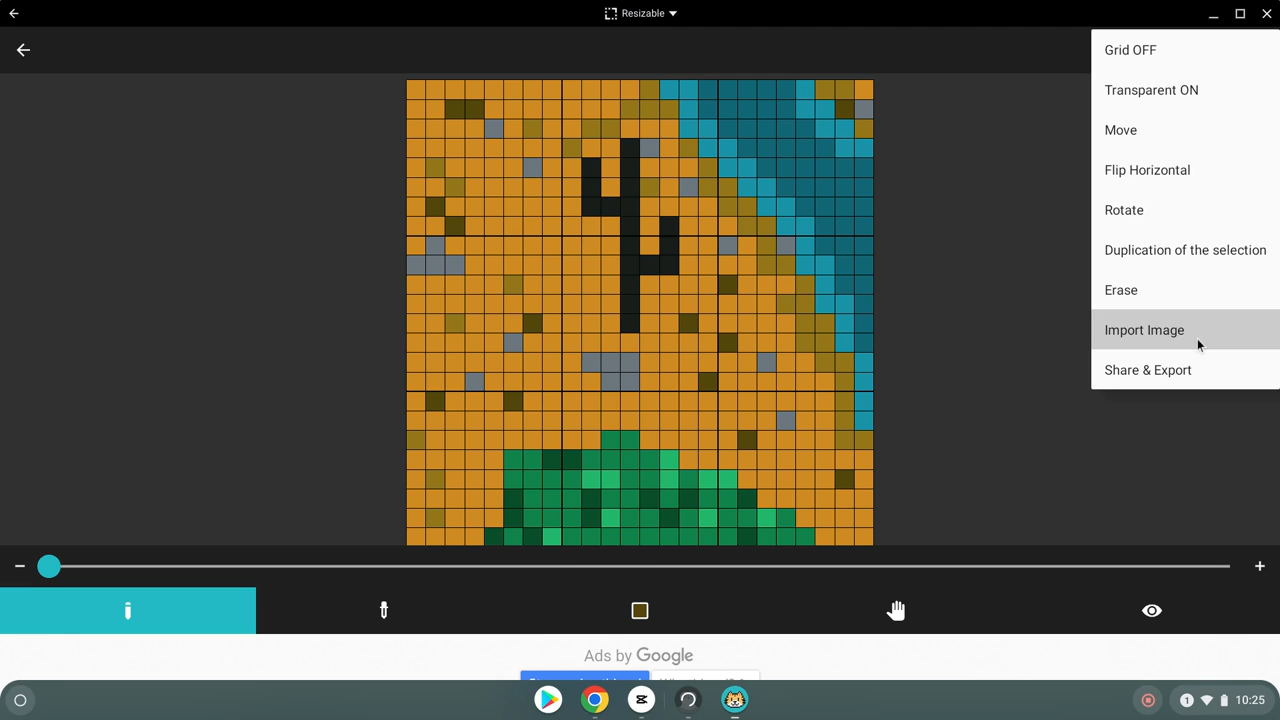 Resizable
Grid OFF
Transparent ON
Move
Flip Horizontal
Rotate
Duplication of the selection
Erase
Import Image
Share & Export
Ads by Google
1
10:25